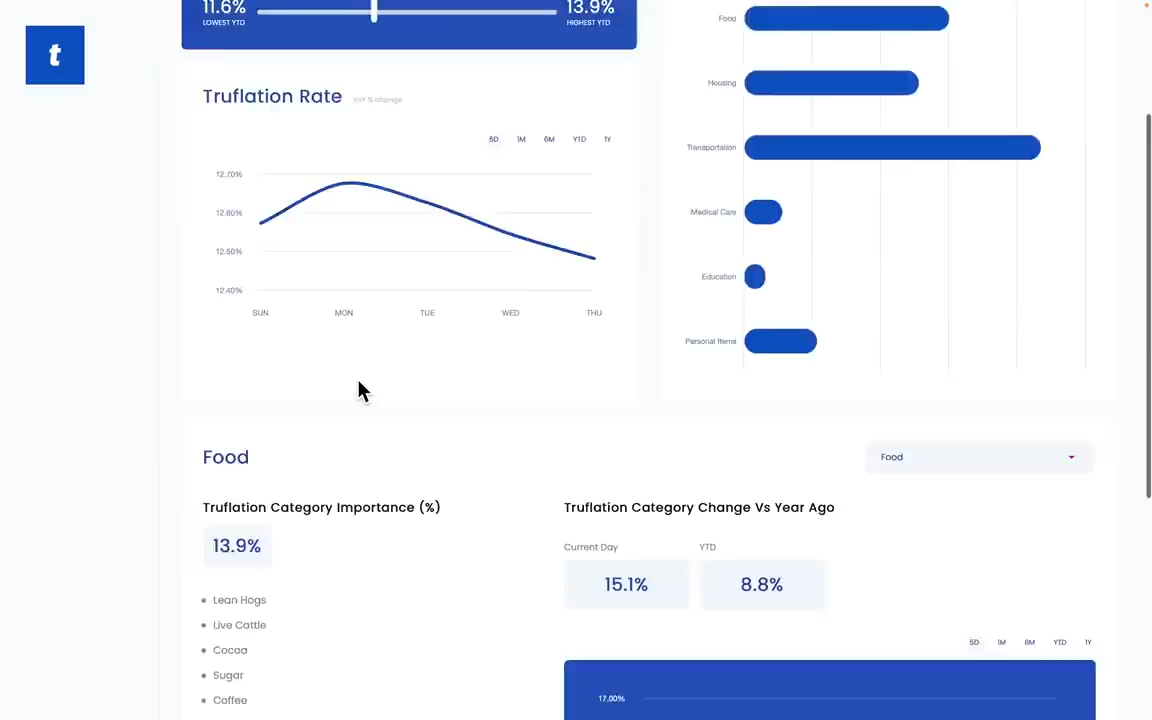 t
11.6%
LOWEST YTD
13.9%
HIGHEST YTD
Truflation Rate
YoY % change
5D 1M 6M YTD 1Y
12.70%
12.60%
12.50%
12.40%
SUN MON TUE WED THU
Food
Housing
Transportation
Medical Care
Education
Personal Items
Food
Food
Truflation Category Importance (%)
13.9%
Lean Hogs
Live Cattle
Cocoa
Sugar
Coffee
Truflation Category Change Vs Year Ago
Current Day YTD
15.1% 8.8%
5D 1M 6M YTD 1Y
17.00%